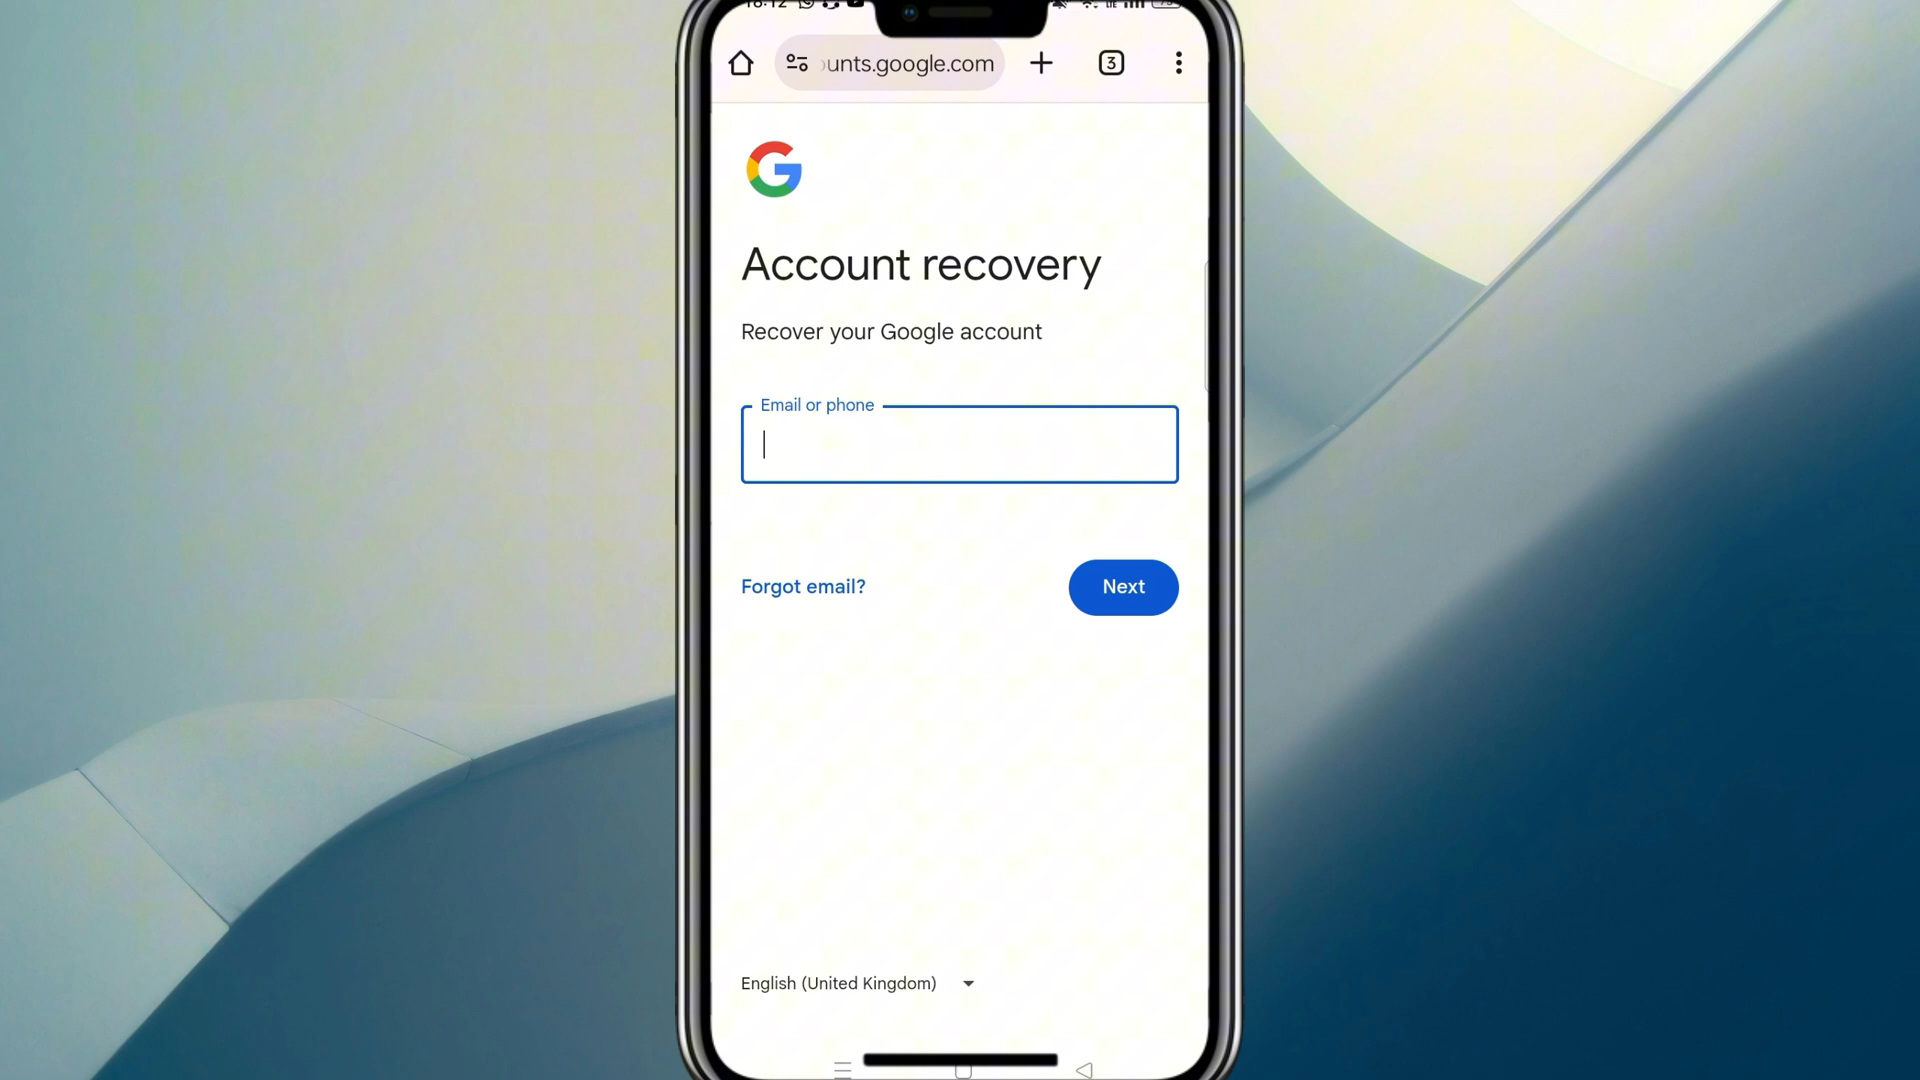 unts.google.com
3
Account recovery
Recover your Google account
Email or phone
Forgot email?
Next
English (United Kingdom)